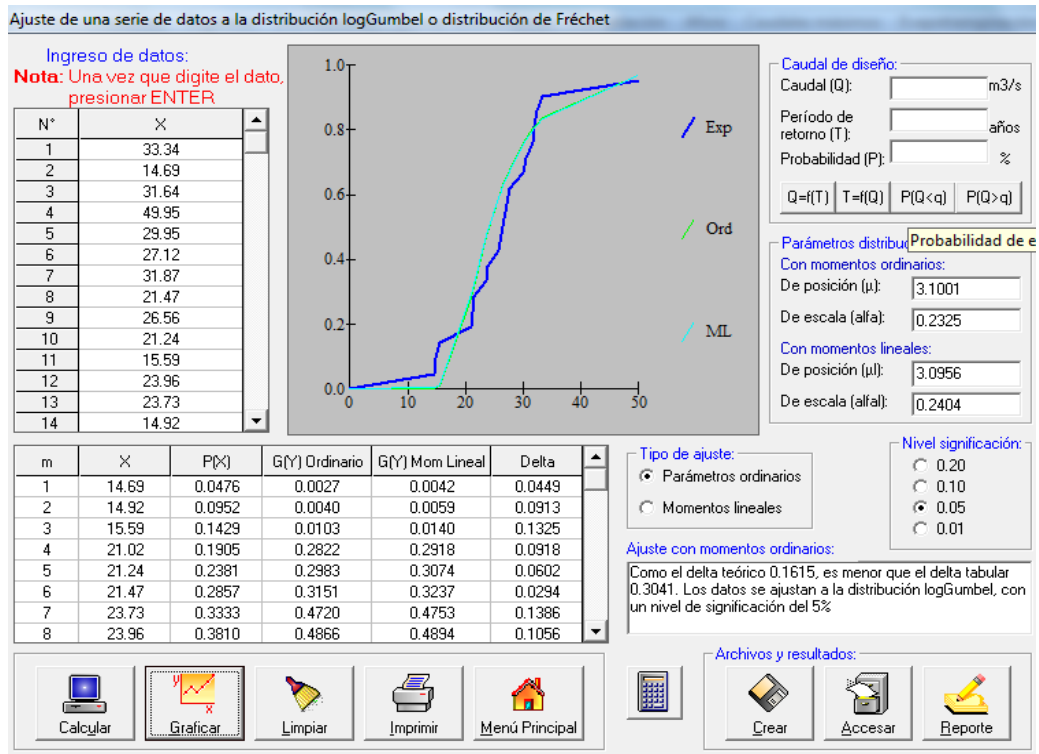 Ajuste de una serie de datos a la distribución logGumbel o distribución de Fréchet
Ingreso de datos:
Nota: Una vez que digite el dato,
presionar ENTER
N° X
1 33.34
2 14.69
3 31.64
4 49.95
5 29.95
6 27.12
7 31.87
8 21.47
9 26.56
10 21.24
11 15.59
12 23.96
13 23.73
14 14.92
1.0
0.8
0.6
0.4
0.2
0.0
0 10 20 30 40 50
Exp
Ord
ML
Caudal de diseño:
Caudal (Q): m3/s
Período de
retorno (T): años
Probabilidad (P): %
Q=f(T) T=f(Q) P(Q<q) P(Q>q)
Probabilidad de e
Parámetros distribu
Con momentos ordinarios:
De posición (µ): 3.1001
De escala (alfa): 0.2325
Con momentos lineales:
De posición (µl): 3.0956
De escala (alfal): 0.2404
m X P(X) G(Y) Ordinario G(Y) Mom Lineal Delta
1 14.69 0.0476 0.0027 0.0042 0.0449
2 14.92 0.0952 0.0040 0.0059 0.0913
3 15.59 0.1429 0.0103 0.0140 0.1325
4 21.02 0.1905 0.2822 0.2918 0.0918
5 21.24 0.2381 0.2983 0.3074 0.0602
6 21.47 0.2857 0.3151 0.3237 0.0294
7 23.73 0.3333 0.4720 0.4753 0.1386
8 23.96 0.3810 0.4866 0.4894 0.1056
Tipo de ajuste:
Parámetros ordinarios
Momentos lineales
Nivel significación:
0.20
0.10
0.05
0.01
Ajuste con momentos ordinarios:
Como el delta teórico 0.1615, es menor que el delta tabular
0.3041. Los datos se ajustan a la distribución logGumbel, con
un nivel de significación del 5%
Calcular
y
x
Graficar
Limpiar
Imprimir
Menú Principal
Archivos y resultados:
Crear
Accesar
Reporte